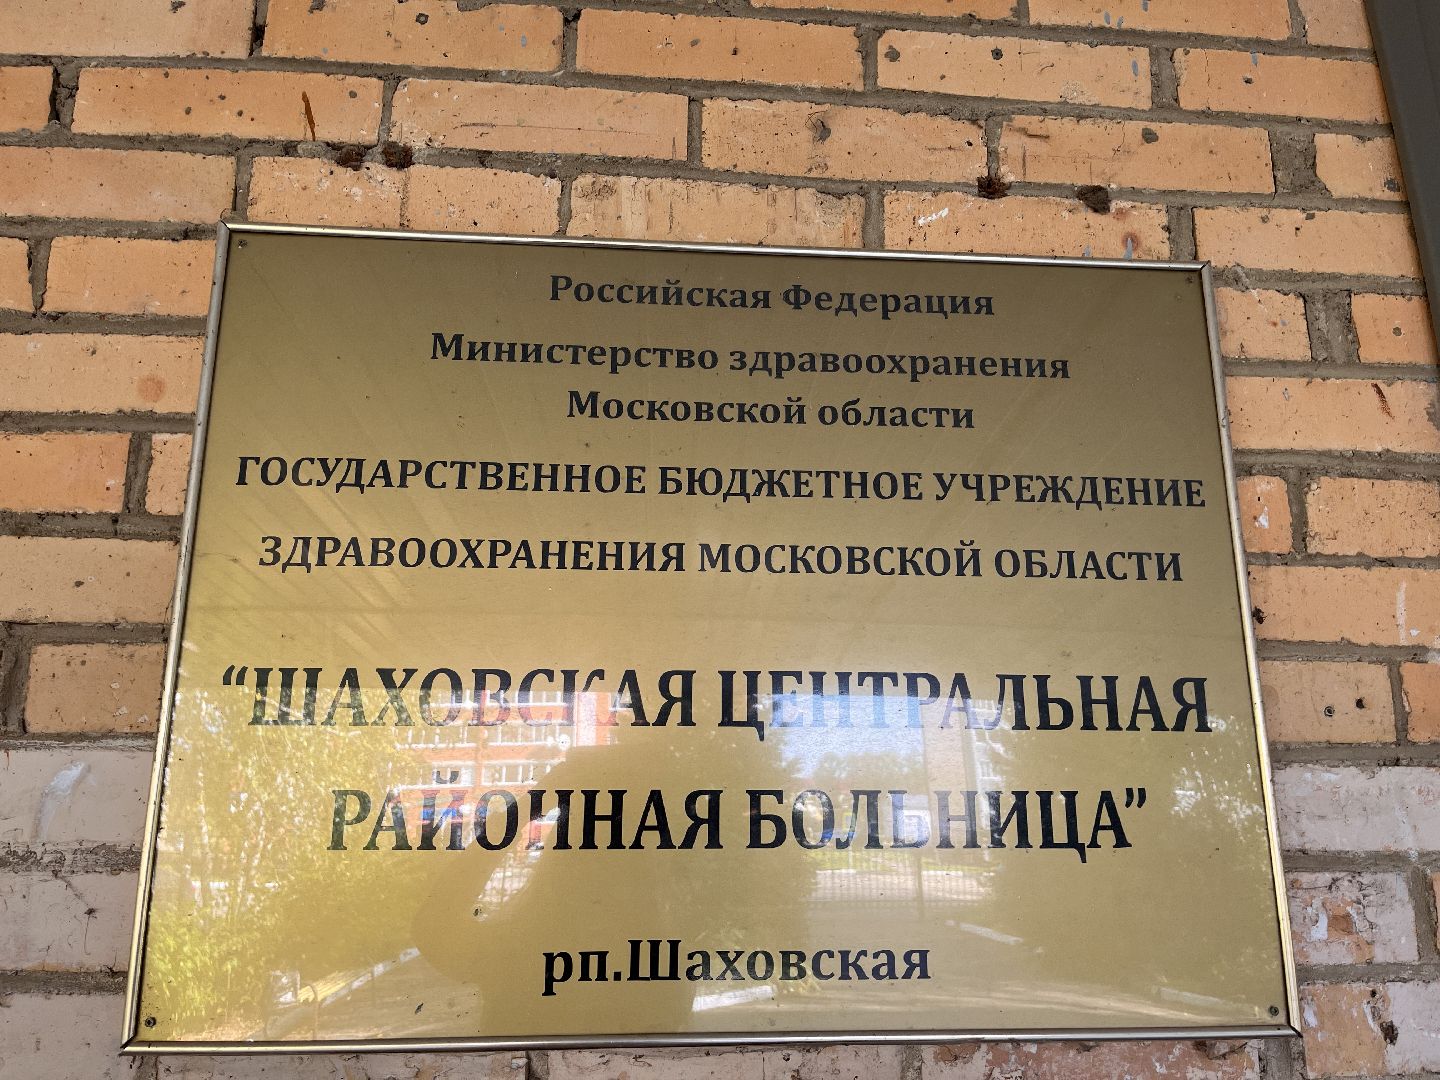 Российская Федерация
Министерство здравоохранения
Московской области
ГОСУДАРСТВЕННОЕ БЮДЖЕТНОЕ УЧРЕЖДЕНИЕ
ЗДРАВООХРАНЕНИЯ МОСКОВСКОЙ ОБЛАСТИ
“ШАХОВСКАЯ ЦЕНТРАЛЬНАЯ
РАЙОННАЯ БОЛЬНИЦА”
рп.Шаховская